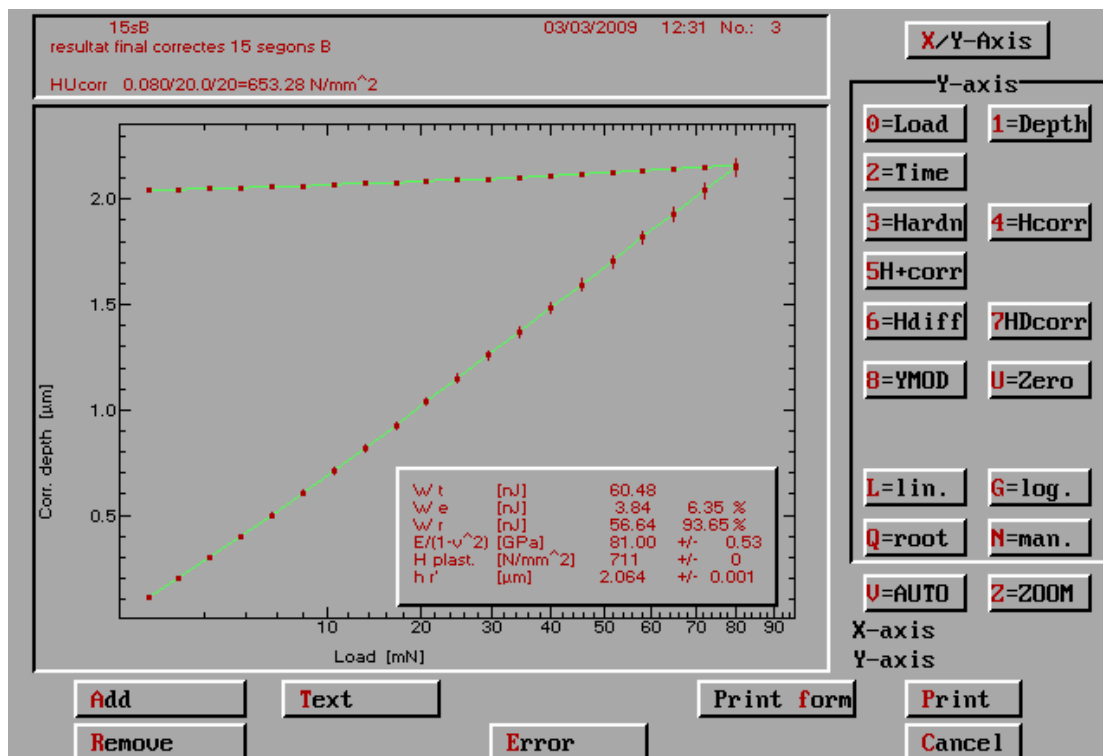 15sB 03/03/2009 12:31 No.: 3
resultat final correctes 15 segons B
HUcorr 0.080/20.0/20=653.28 N/mm^2
X/Y-Axis
Y-axis
0=Load 1=Depth
2=Time
3=Hardn 4=Hcorr
5H+corr
6=Hdiff 7HDcorr
8=YMOD U=Zero
L=lin. G=log.
Q=root N=man.
V=AUTO Z=ZOOM
X-axis
Y-axis
Corr. depth [µm]
2.0
1.5
1.0
0.5
W t [nJ] 60.48
W e [nJ] 3.84 6.35 %
W r [nJ] 56.64 93.65 %
E/(1-v^2) [GPa] 81.00 +/- 0.53
H plast. [N/mm^2] 711 +/- 0
h r' [µm] 2.064 +/- 0.001
10 20 30 40 50 60 70 80 90
Load [mN]
Add Text Print form Print
Remove Error Cancel